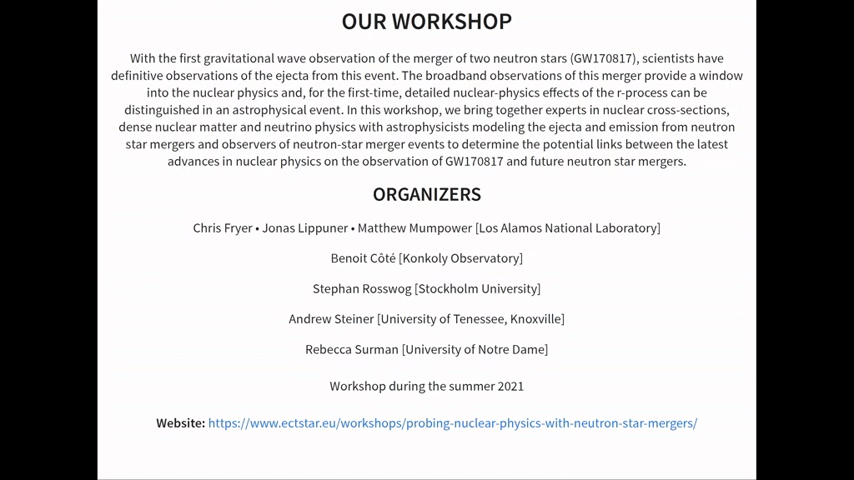 OUR WORKSHOP
With the first gravitational wave observation of the merger of two neutron stars (GW170817), scientists have
definitive observations of the ejecta from this event. The broadband observations of this merger provide a window
into the nuclear physics and, for the first-time, detailed nuclear-physics effects of the r-process can be
distinguished in an astrophysical event. In this workshop, we bring together experts in nuclear cross-sections,
dense nuclear matter and neutrino physics with astrophysicists modeling the ejecta and emission from neutron
star mergers and observers of neutron-star merger events to determine the potential links between the latest
advances in nuclear physics on the observation of GW170817 and future neutron star mergers.
ORGANIZERS
Chris Fryer • Jonas Lippuner • Matthew Mumpower [Los Alamos National Laboratory]
Benoit Côté [Konkoly Observatory]
Stephan Rosswog [Stockholm University]
Andrew Steiner [University of Tenessee, Knoxville]
Rebecca Surman [University of Notre Dame]
Workshop during the summer 2021
Website: https://www.ectstar.eu/workshops/probing-nuclear-physics-with-neutron-star-mergers/